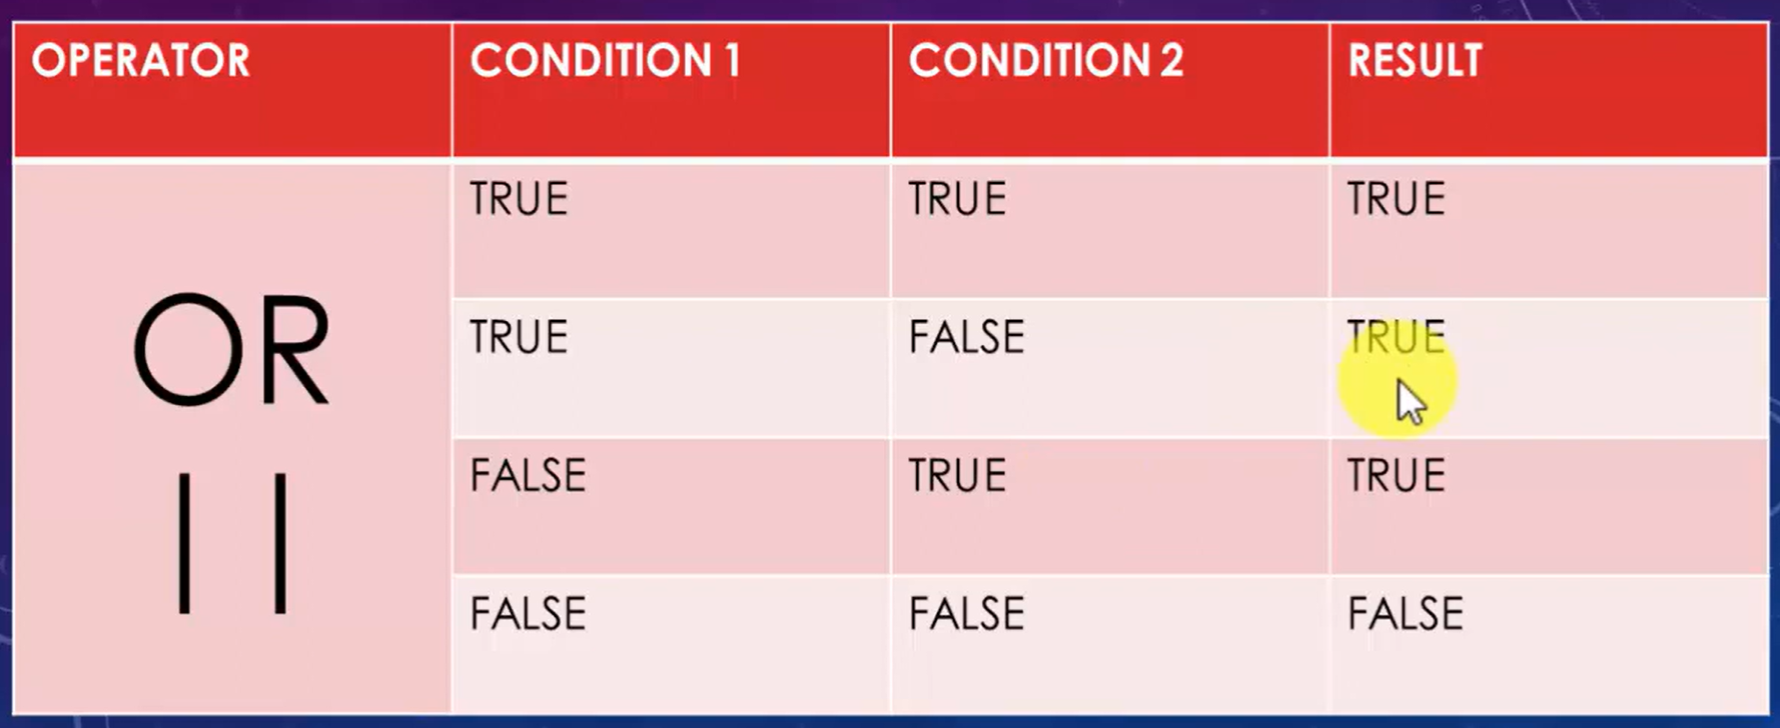 OPERATOR CONDITION 1 CONDITION 2 RESULT
OR
||
TRUE TRUE TRUE
TRUE FALSE TRUE
FALSE TRUE TRUE
FALSE FALSE FALSE